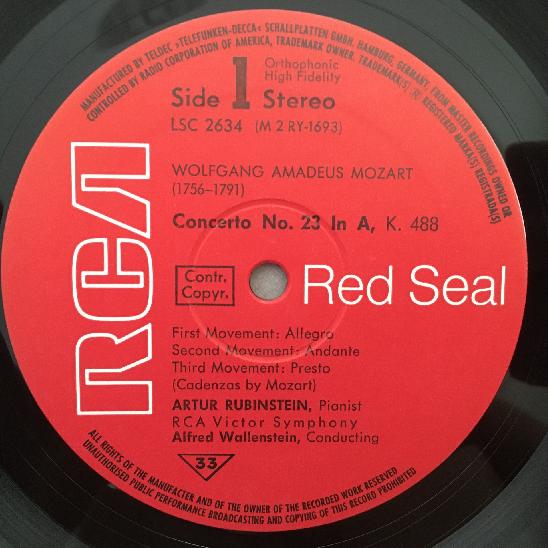 MANUFACTURED BY TELDEC »TELEFUNKEN-DECCA« SCHALLPLATTEN GMBH, HAMBURG, GERMANY, FROM MASTER RECORDINGS OWNED OR
CONTROLLED BY RADIO CORPORATION OF AMERICA, TRADEMARK OWNER, TRADEMARK(S) ® REGISTERED MARKA(S) REGISTRADA(S)
Side 1 Stereo
Orthophonic
High Fidelity
LSC 2634 (M 2 RY-1693)
WOLFGANG AMADEUS MOZART
(1756-1791)
Concerto No. 23 In A, K. 488
RCA
Contr.
Copyr.
Red Seal
First Movement: Allegro
Second Movement: Andante
Third Movement: Presto
(Cadenzas by Mozart)
ARTUR RUBINSTEIN, Pianist
RCA Victor Symphony
Alfred Wallenstein, Conducting
33
ALL RIGHTS OF THE MANUFACTER AND OF THE OWNER OF THE RECORDED WORK RESERVED
UNAUTHORISED PUBLIC PERFORMANCE BROADCASTING AND COPYING OF THIS RECORD PROHIBITED